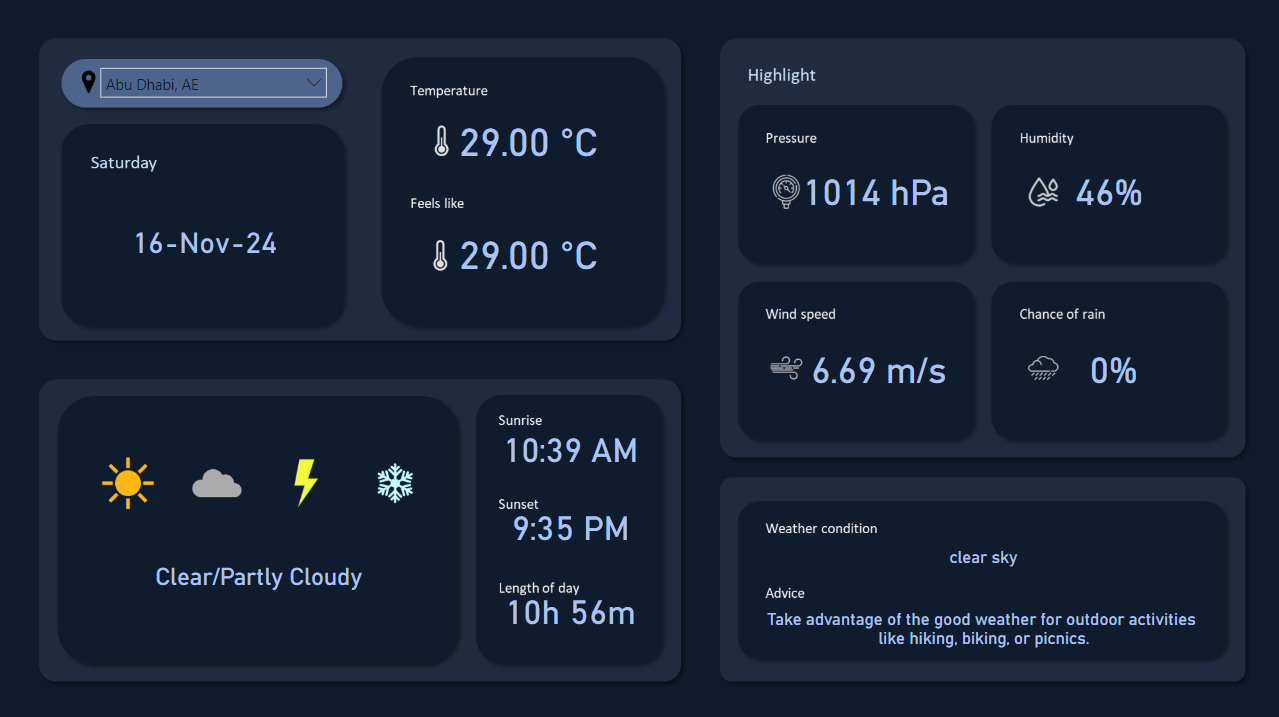 Abu Dhabi, AE
Saturday
16-Nov-24
Temperature
29.00 °C
Feels like
29.00 °C
Highlight
Pressure
1014 hPa
Humidity
46%
Wind speed
6.69 m/s
Chance of rain
0%
Clear/Partly Cloudy
Sunrise
10:39 AM
Sunset
9:35 PM
Length of day
10h 56m
Weather condition
clear sky
Advice
Take advantage of the good weather for outdoor activities
like hiking, biking, or picnics.